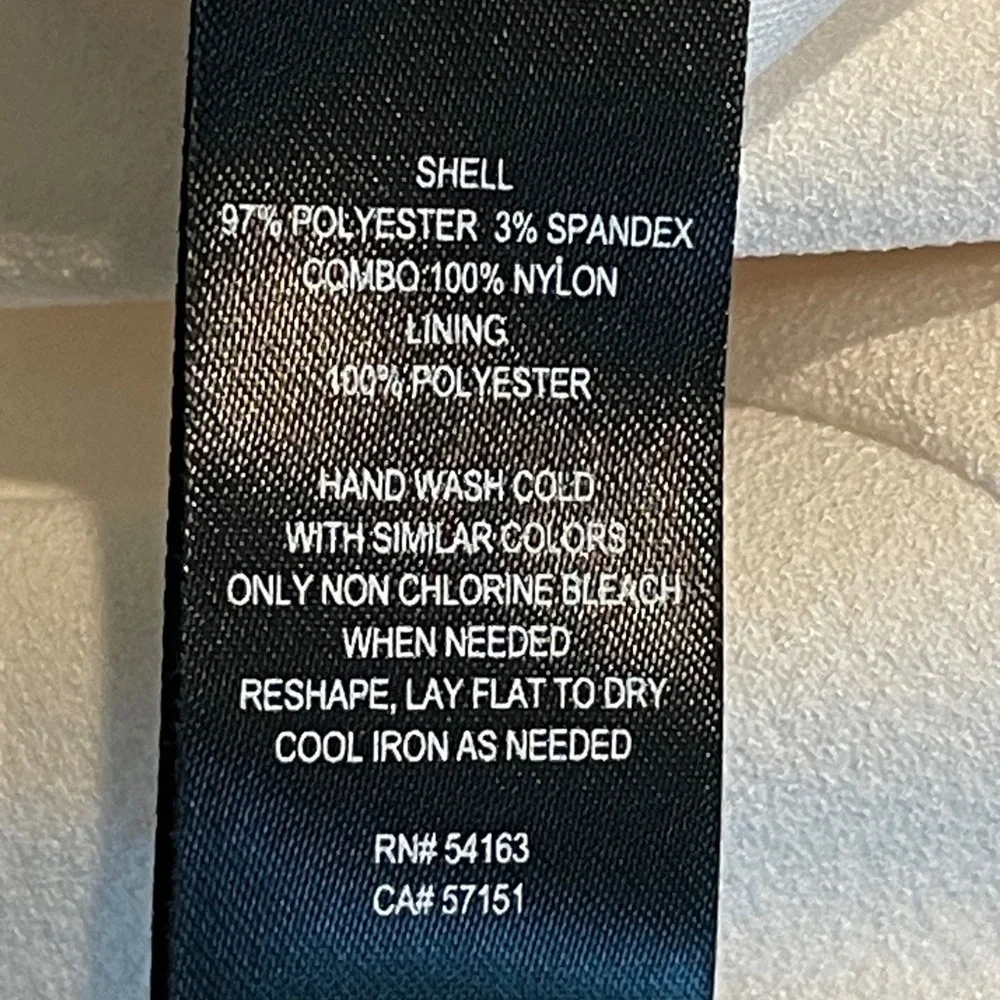 SHELL
97% POLYESTER 3% SPANDEX
COMBO:100% NYLON
LINING
100% POLYESTER
HAND WASH COLD
WITH SIMILAR COLORS
ONLY NON CHLORINE BLEACH
WHEN NEEDED
RESHAPE, LAY FLAT TO DRY
COOL IRON AS NEEDED
RN# 54163
CA# 57151